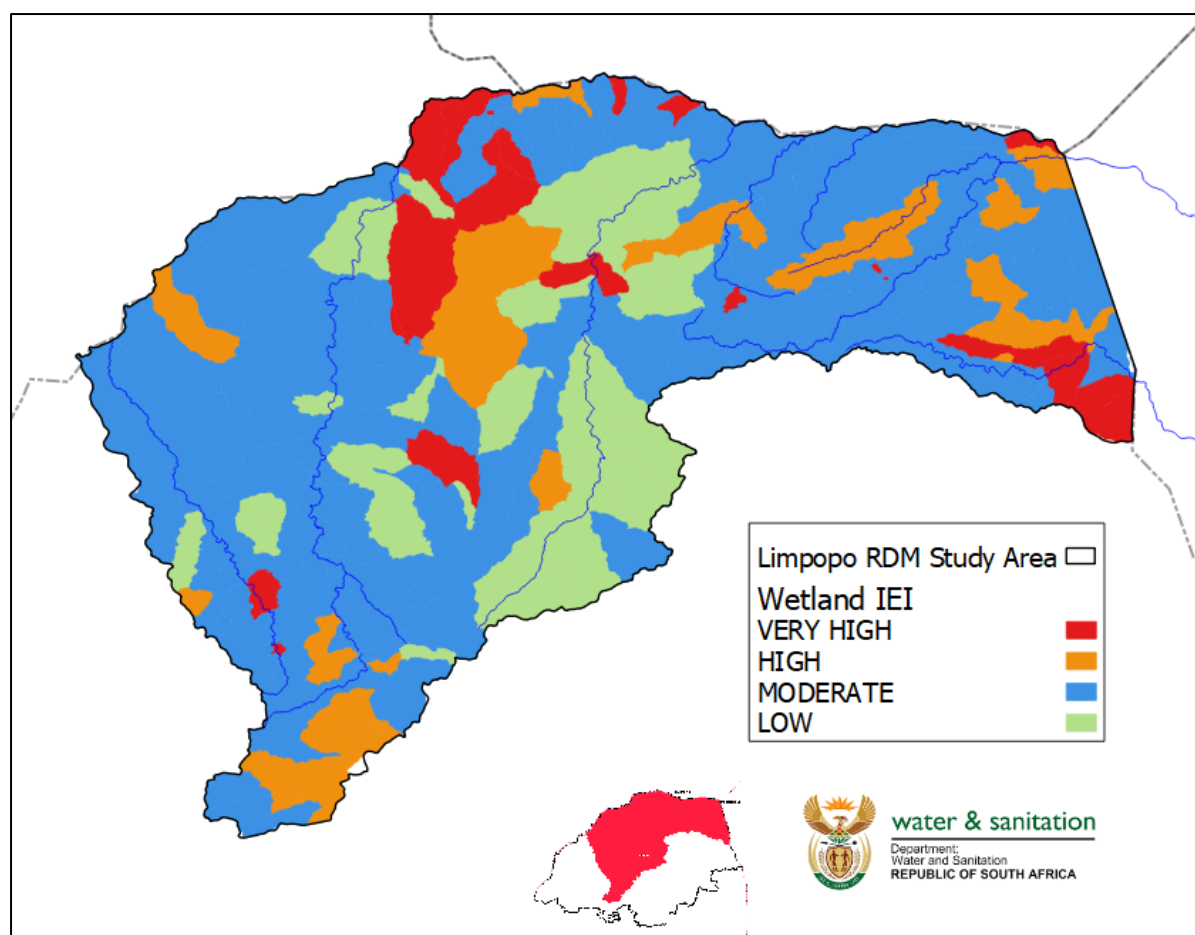 Limpopo RDM Study Area
Wetland IEI
VERY HIGH
HIGH
MODERATE
LOW
water & sanitation
Department:
Water and Sanitation
REPUBLIC OF SOUTH AFRICA